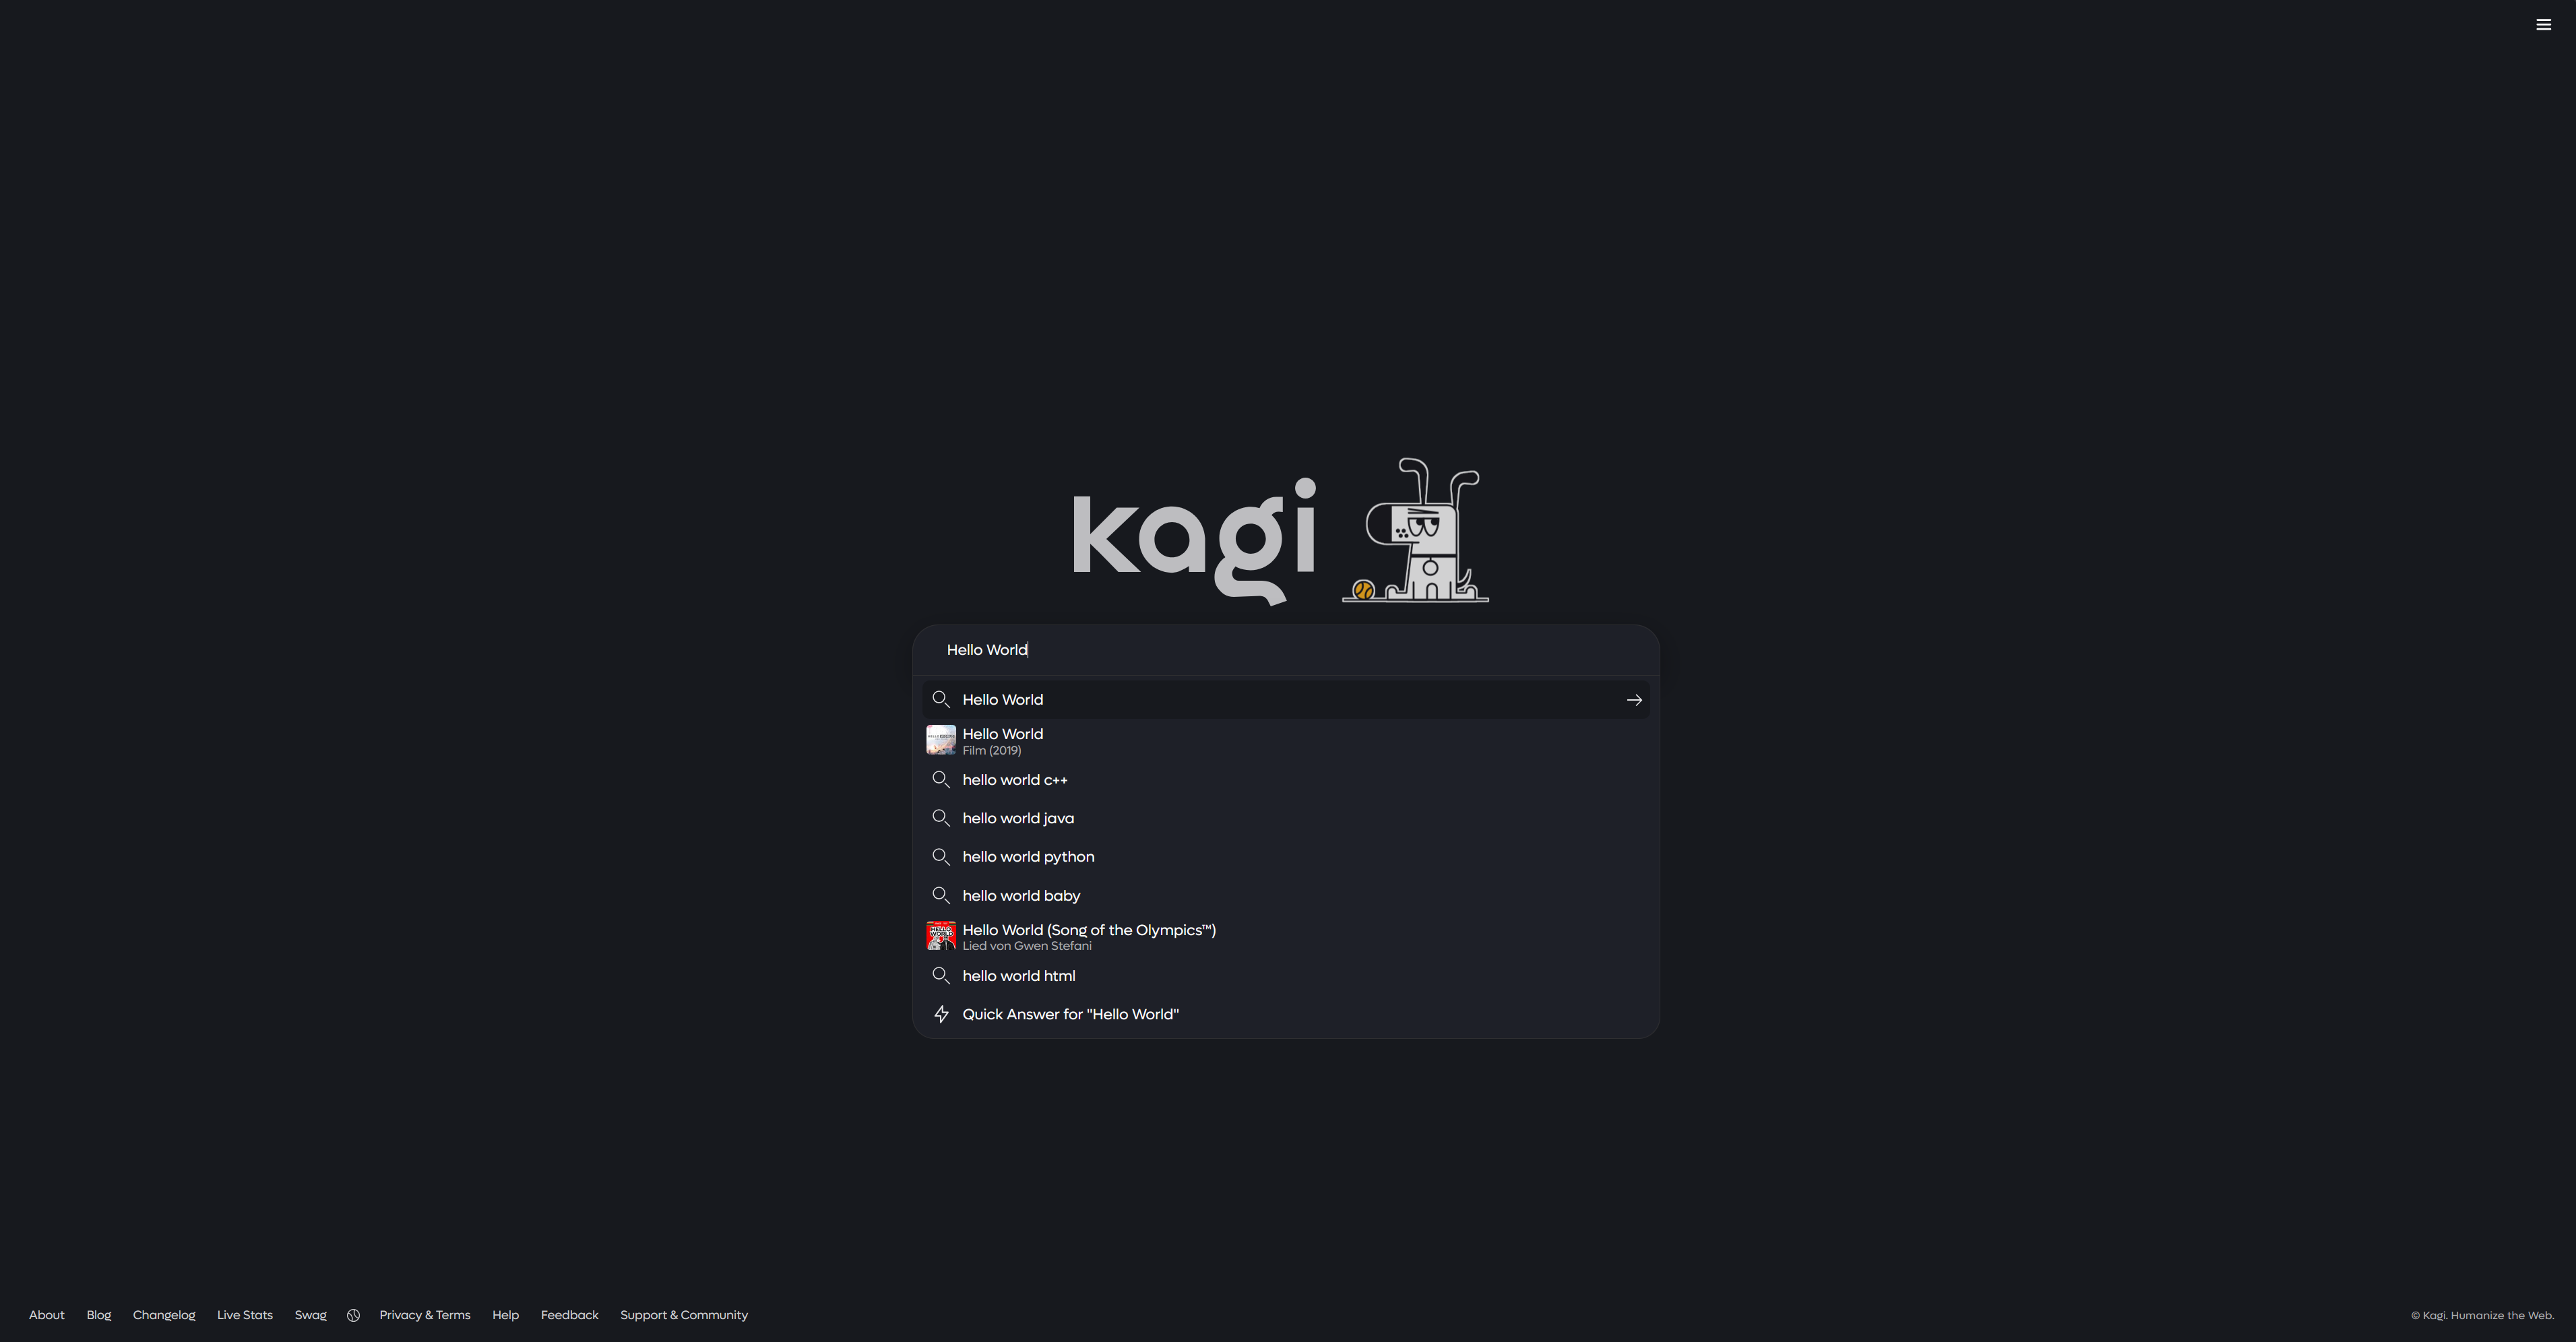 kagi
Hello World
Hello World
Hello World
Film (2019)
hello world c++
hello world java
hello world python
hello world baby
HELLO WORLD
Hello World (Song of the Olympics™)
Lied von Gwen Stefani
hello world html
Quick Answer for "Hello World"
About Blog Changelog Live Stats Swag Privacy & Terms Help Feedback Support & Community
© Kagi. Humanize the Web.